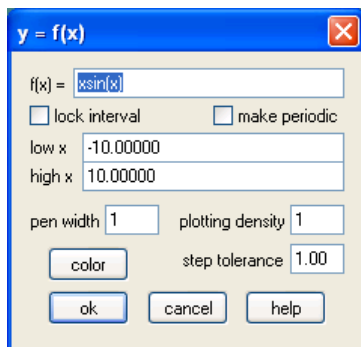 y = f(x)
f(x) = xsin(x)
lock interval make periodic
low x -10.00000
high x 10.00000
pen width 1 plotting density 1
color step tolerance 1.00
ok cancel help